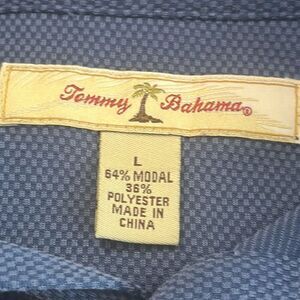 Tommy Bahama®
L
64% MODAL
36%
POLYESTER
MADE IN
CHINA